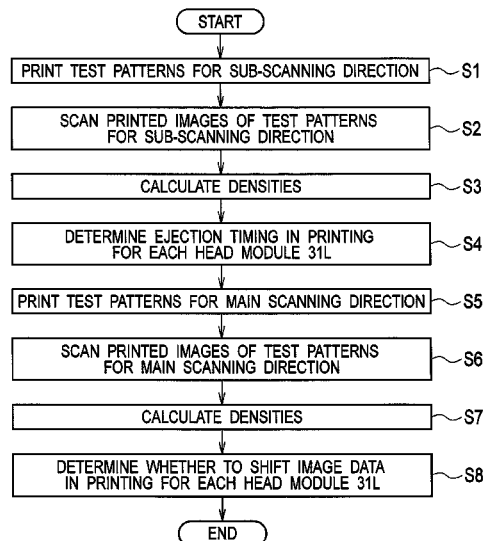 START
PRINT TEST PATTERNS FOR SUB-SCANNING DIRECTION S1
SCAN PRINTED IMAGES OF TEST PATTERNS
FOR SUB-SCANNING DIRECTION S2
CALCULATE DENSITIES S3
DETERMINE EJECTION TIMING IN PRINTING
FOR EACH HEAD MODULE 31L S4
PRINT TEST PATTERNS FOR MAIN SCANNING DIRECTION S5
SCAN PRINTED IMAGES OF TEST PATTERNS
FOR MAIN SCANNING DIRECTION S6
CALCULATE DENSITIES S7
DETERMINE WHETHER TO SHIFT IMAGE DATA
IN PRINTING FOR EACH HEAD MODULE 31L S8
END